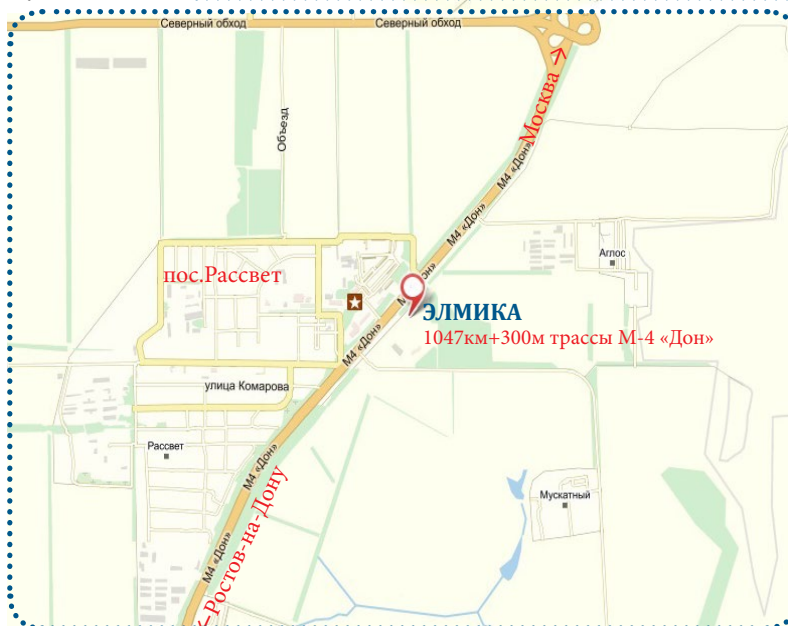 Северный обход
Северный обход
Москва →
Объезд
М4 «Дон»
М4 «Дон»
Аглос
пос.Рассвет
ЭЛМИКА
1047км+300м трассы М-4 «Дон»
М4 «Дон»
улица Комарова
Рассвет
М4 «Дон»
Мускатный
М4 «Дон»
←Ростов-на-Дону